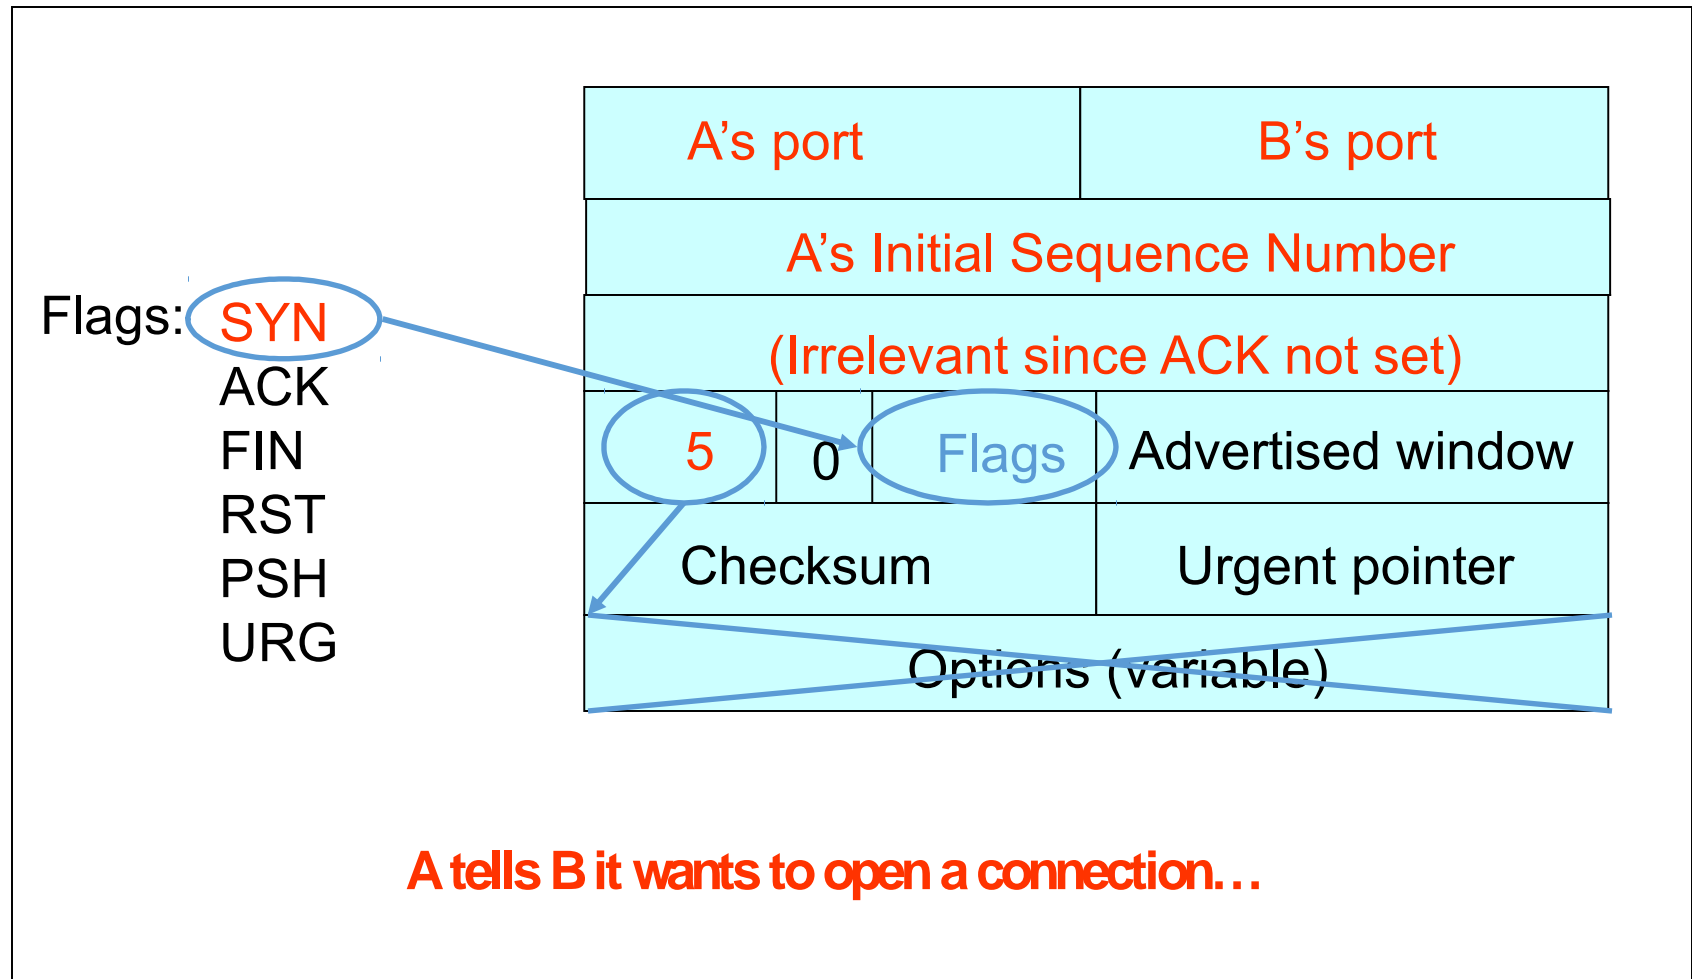 A’s port
B’s port
A’s Initial Sequence Number
Flags: SYN
(Irrelevant since ACK not set)
ACK
FIN
RST
PSH
URG
5
0
Flags
Advertised window
Checksum
Urgent pointer
Options (variable)
A tells B it wants to open a connection…